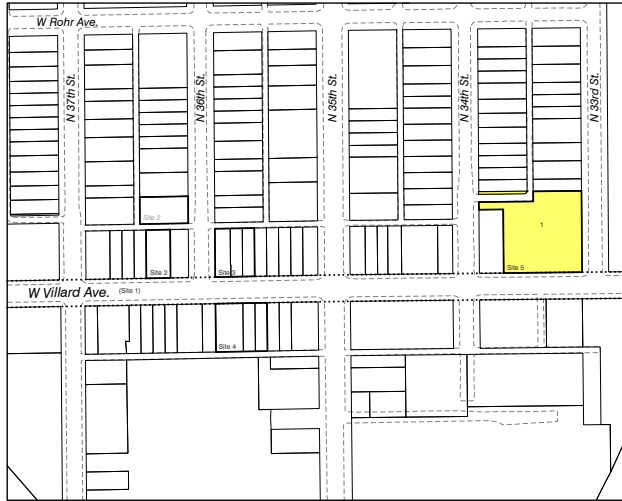 W Rohr Ave.
N 37th St.
N 36th St.
N 35th St.
N 34th St.
N 33rd St.
Site 2
1
Site 2
Site 3
Site 5
W Villard Ave.
(Site 1)
Site 4